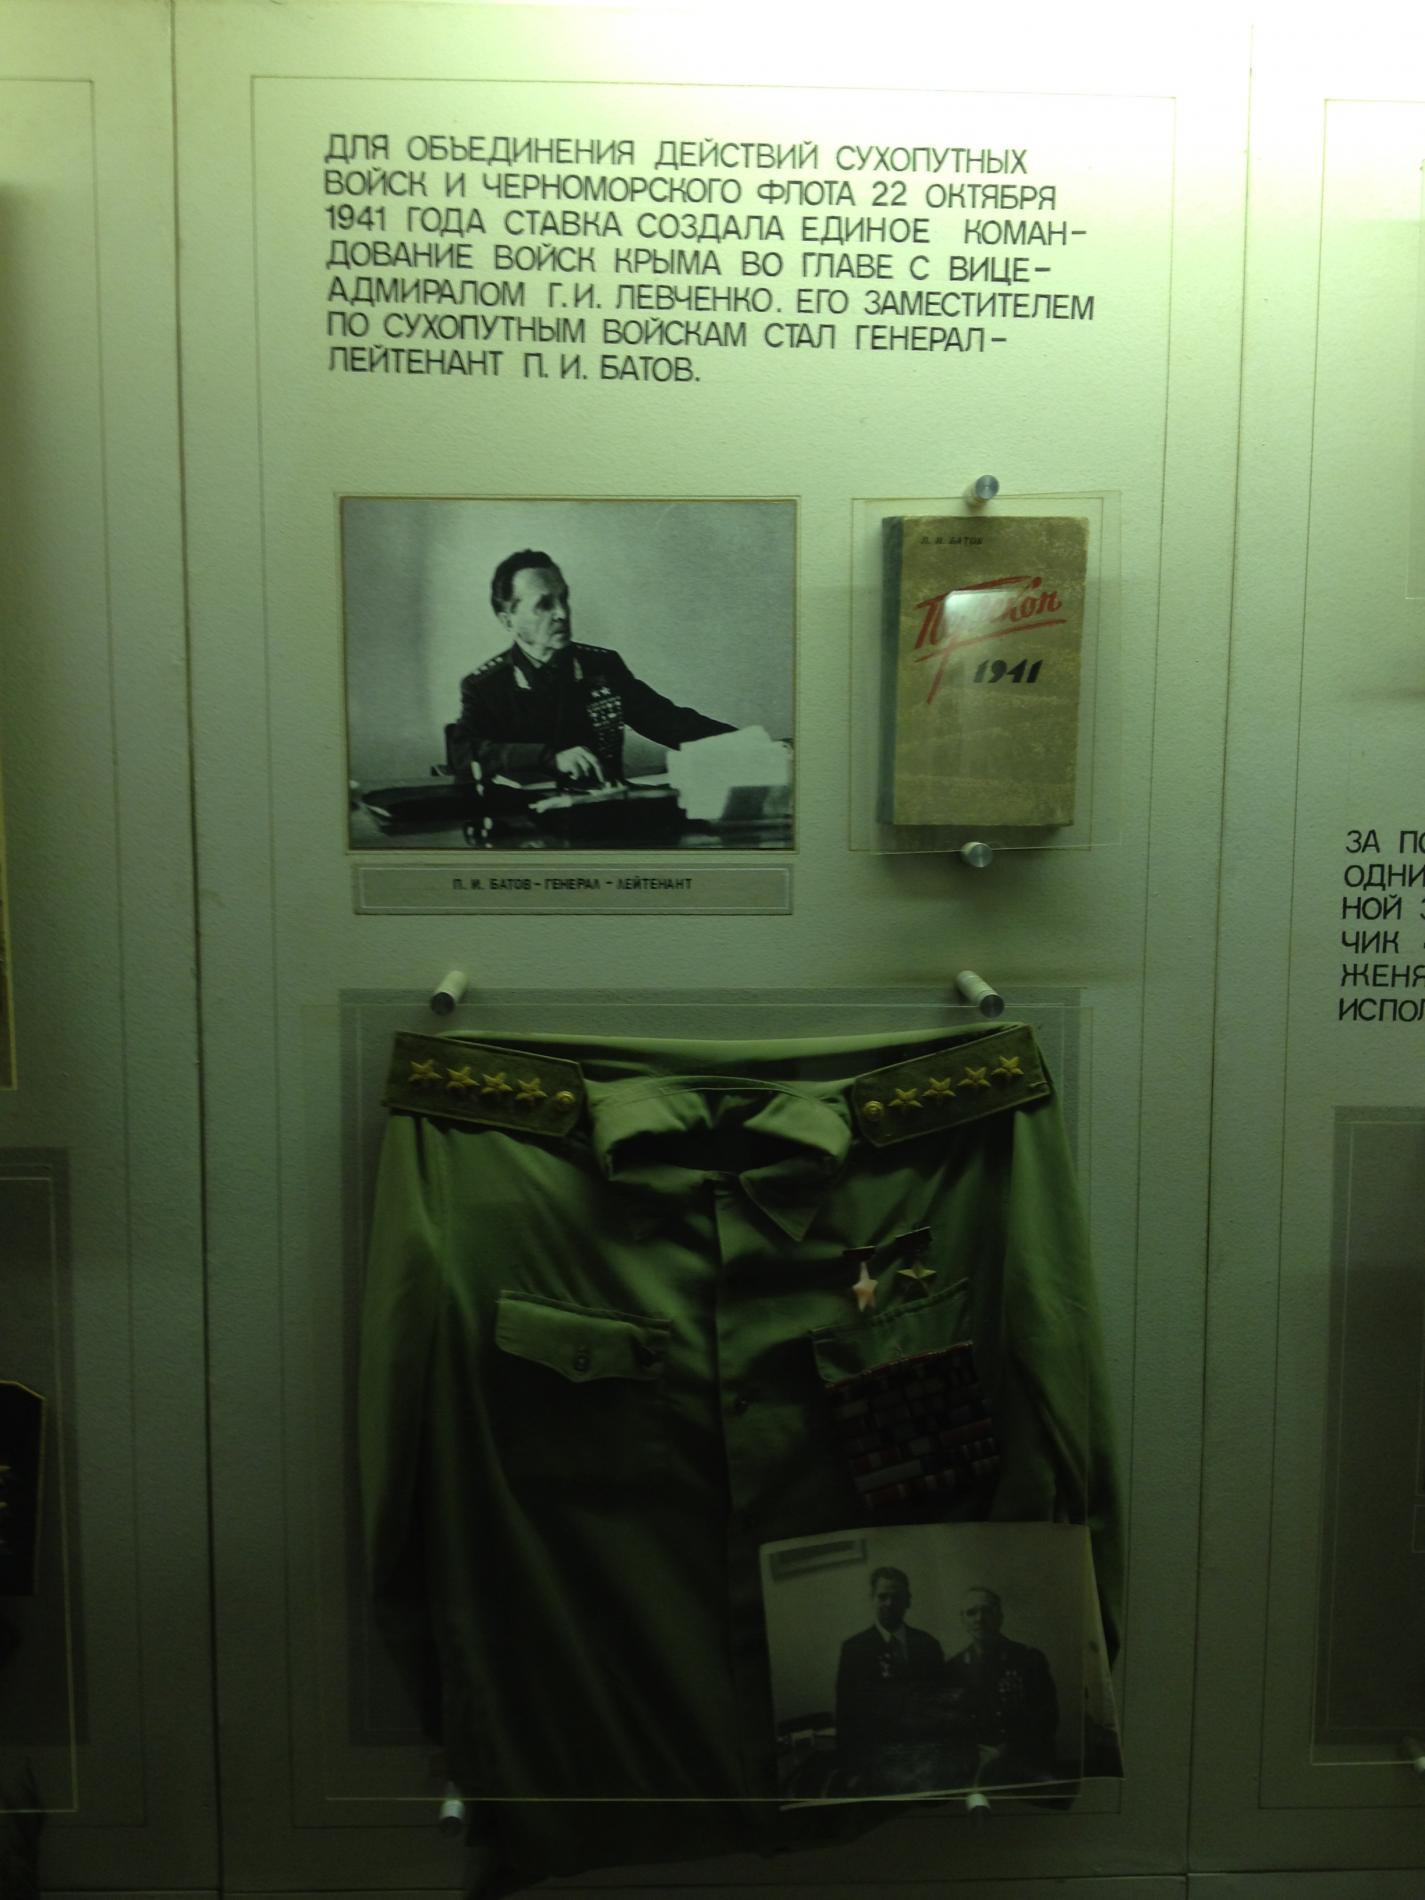 ДЛЯ ОБЪЕДИНЕНИЯ ДЕЙСТВИЙ СУХОПУТНЫХ
ВОЙСК И ЧЕРНОМОРСКОГО ФЛОТА 22 ОКТЯБРЯ
1941 ГОДА СТАВКА СОЗДАЛА ЕДИНОЕ КОМАН-
ДОВАНИЕ ВОЙСК КРЫМА ВО ГЛАВЕ С ВИЦЕ-
АДМИРАЛОМ Г.И. ЛЕВЧЕНКО. ЕГО ЗАМЕСТИТЕЛЕМ
ПО СУХОПУТНЫМ ВОЙСКАМ СТАЛ ГЕНЕРАЛ-
ЛЕЙТЕНАНТ П. И. БАТОВ.
П. И. БАТОВ
Перекоп
1941
П. И. БАТОВ - ГЕНЕРАЛ - ЛЕЙТЕНАНТ
ЗА ПО
ОДНИ
НОЙ З
ЧИК
ЖЕНЯ
ИСПОЛ